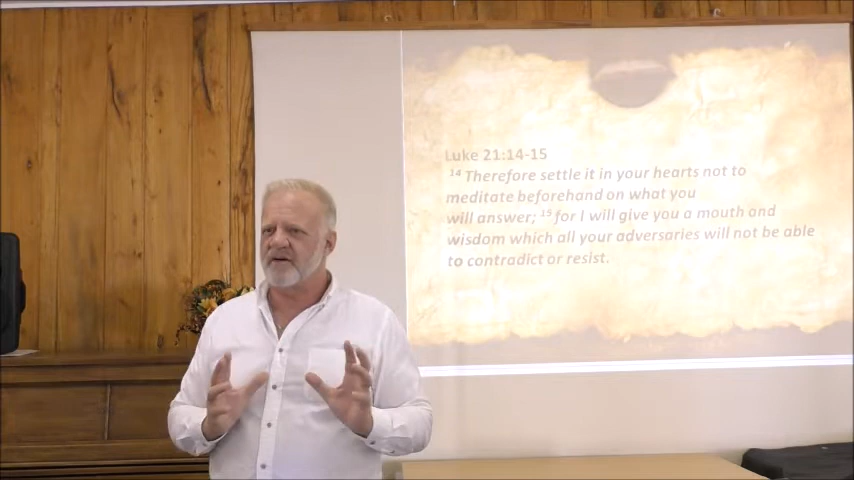 Luke 21:14-15
14 Therefore settle it in your hearts not to
meditate beforehand on what you
will answer; 15 for I will give you a mouth and
wisdom which all your adversaries will not be able
to contradict or resist.